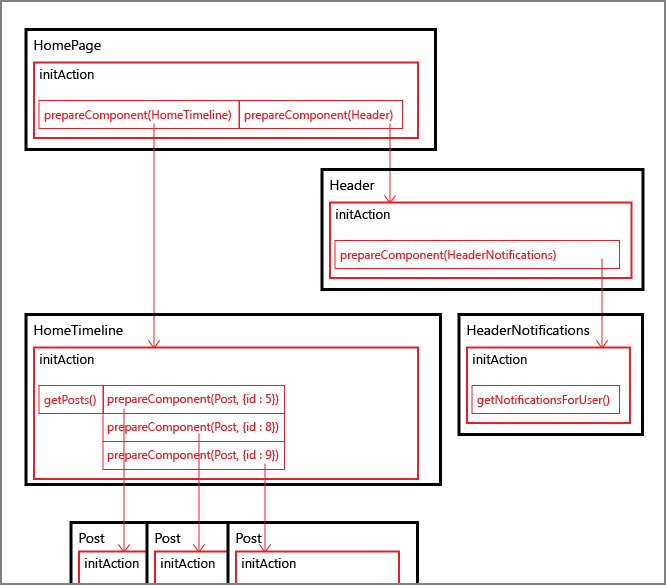 HomePage
initAction
prepareComponent(HomeTimeline) prepareComponent(Header)
Header
initAction
prepareComponent(HeaderNotifications)
HomeTimeline
initAction
getPosts() prepareComponent(Post, {id : 5})
prepareComponent(Post, {id : 8})
prepareComponent(Post, {id : 9})
HeaderNotifications
initAction
getNotificationsForUser()
Post Post Post
initAction initAction initAction